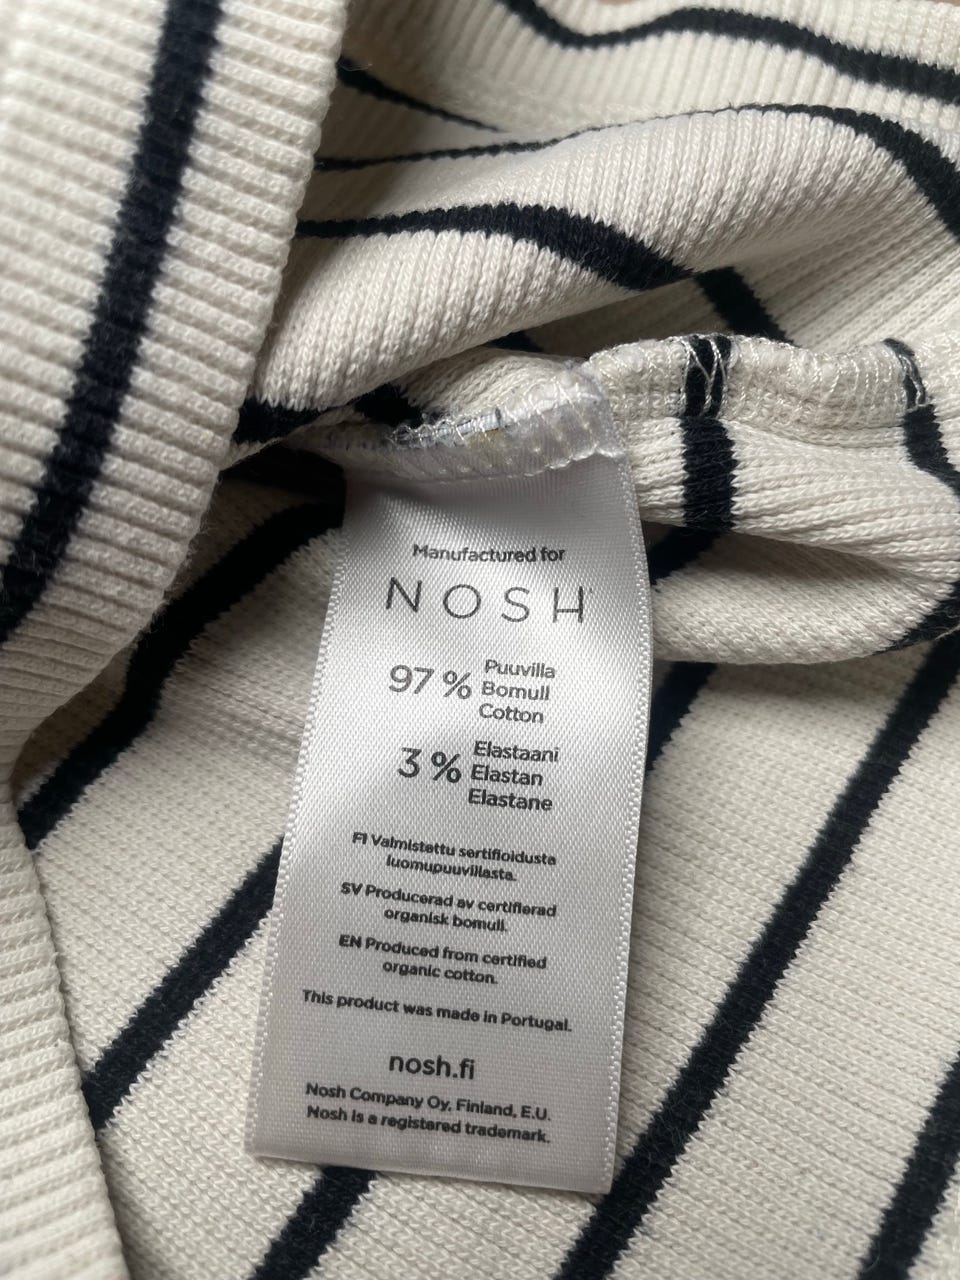 Manufactured for
NOSH
97 % Puuvilla
Bomull
Cotton
3 % Elastaani
Elastan
Elastane
FI Valmistettu sertifioidusta
luomupuuvillasta.
SV Producerad av certifierad
organisk bomull.
EN Produced from certified
organic cotton.
This product was made in Portugal.
nosh.fi
Nosh Company Oy, Finland, E.U.
Nosh is a registered trademark.